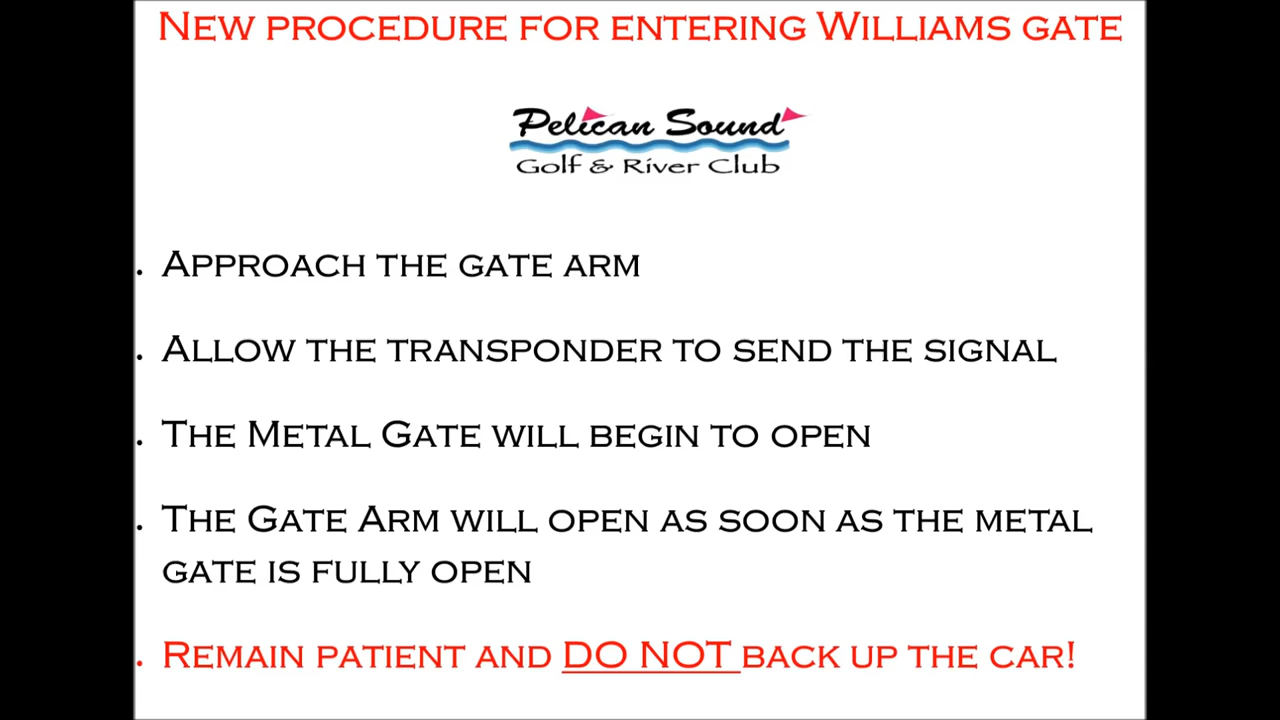 New procedure for entering Williams gate
Pelican Sound
Golf & River Club
• Approach the gate arm
• Allow the transponder to send the signal
• The Metal Gate will begin to open
• The Gate Arm will open as soon as the metal
gate is fully open
• Remain patient and DO NOT back up the car!